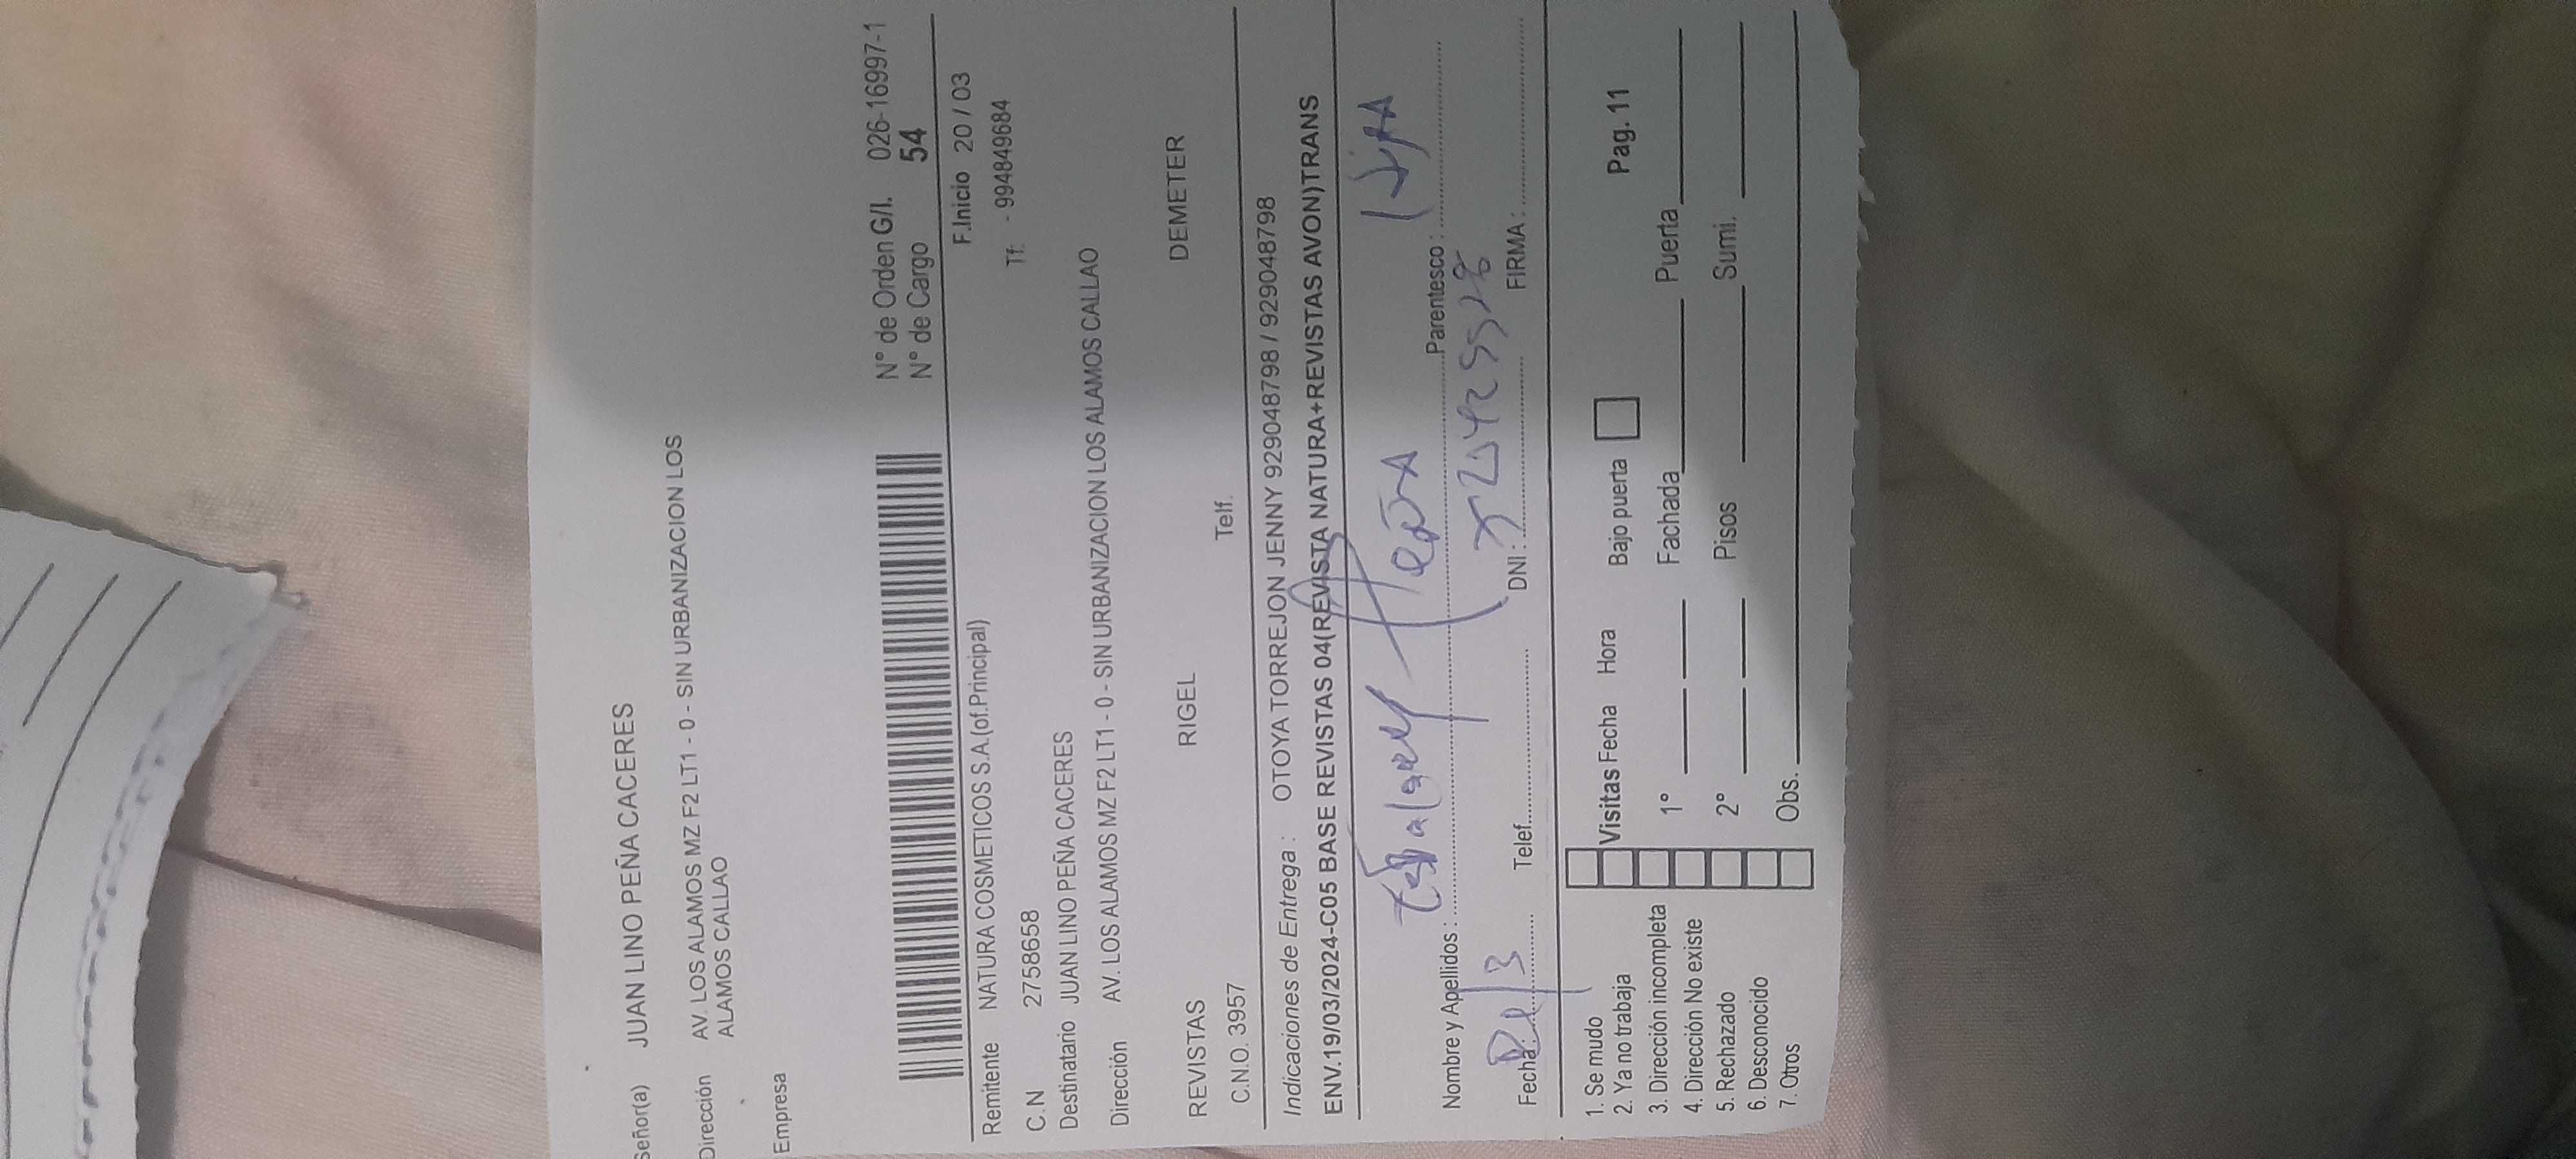 Señor(a) JUAN LINO PEÑA CACERES
Dirección AV. LOS ALAMOS MZ F2 LT1 - 0 - SIN URBANIZACION LOS
ALAMOS CALLAO
Empresa
N° de Orden G/I. 026-16997-1
N° de Cargo 54
F.Inicio 20 / 03
Remitente NATURA COSMETICOS S.A.(of.Principal) Tf: - 994849684
C.N 2758658
Destinatario JUAN LINO PEÑA CACERES
Dirección AV. LOS ALAMOS MZ F2 LT1 - 0 - SIN URBANIZACION LOS ALAMOS CALLAO
REVISTAS RIGEL DEMETER
C.N.O. 3957 Telf.
Indicaciones de Entrega : OTOYA TORREJON JENNY 929048798 / 929048798
ENV.19/03/2024-C05 BASE REVISTAS 04(REVISTA NATURA+REVISTAS AVON)TRANS
Nombre y Apellidos : Parentesco :
Fecha: Telef. DNI : FIRMA :
1. Se mudo
2. Ya no trabaja Visitas Fecha Hora Bajo puerta Pag. 11
3. Dirección incompleta 1° Fachada Puerta
4. Dirección No existe
5. Rechazado 2° Pisos Sumi.
6. Desconocido
7. Otros Obs.